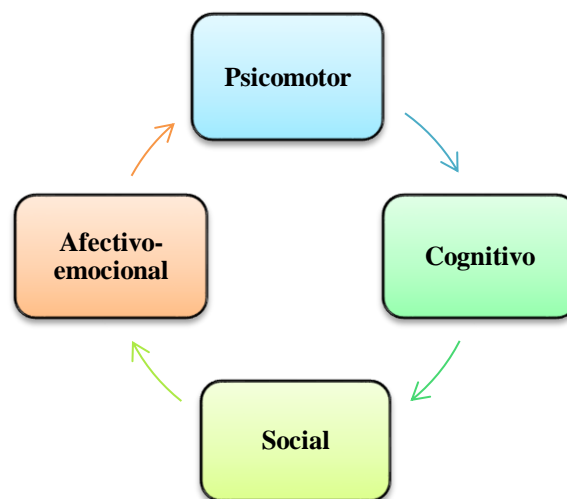 Psicomotor
Afectivo-
emocional
Cognitivo
Social